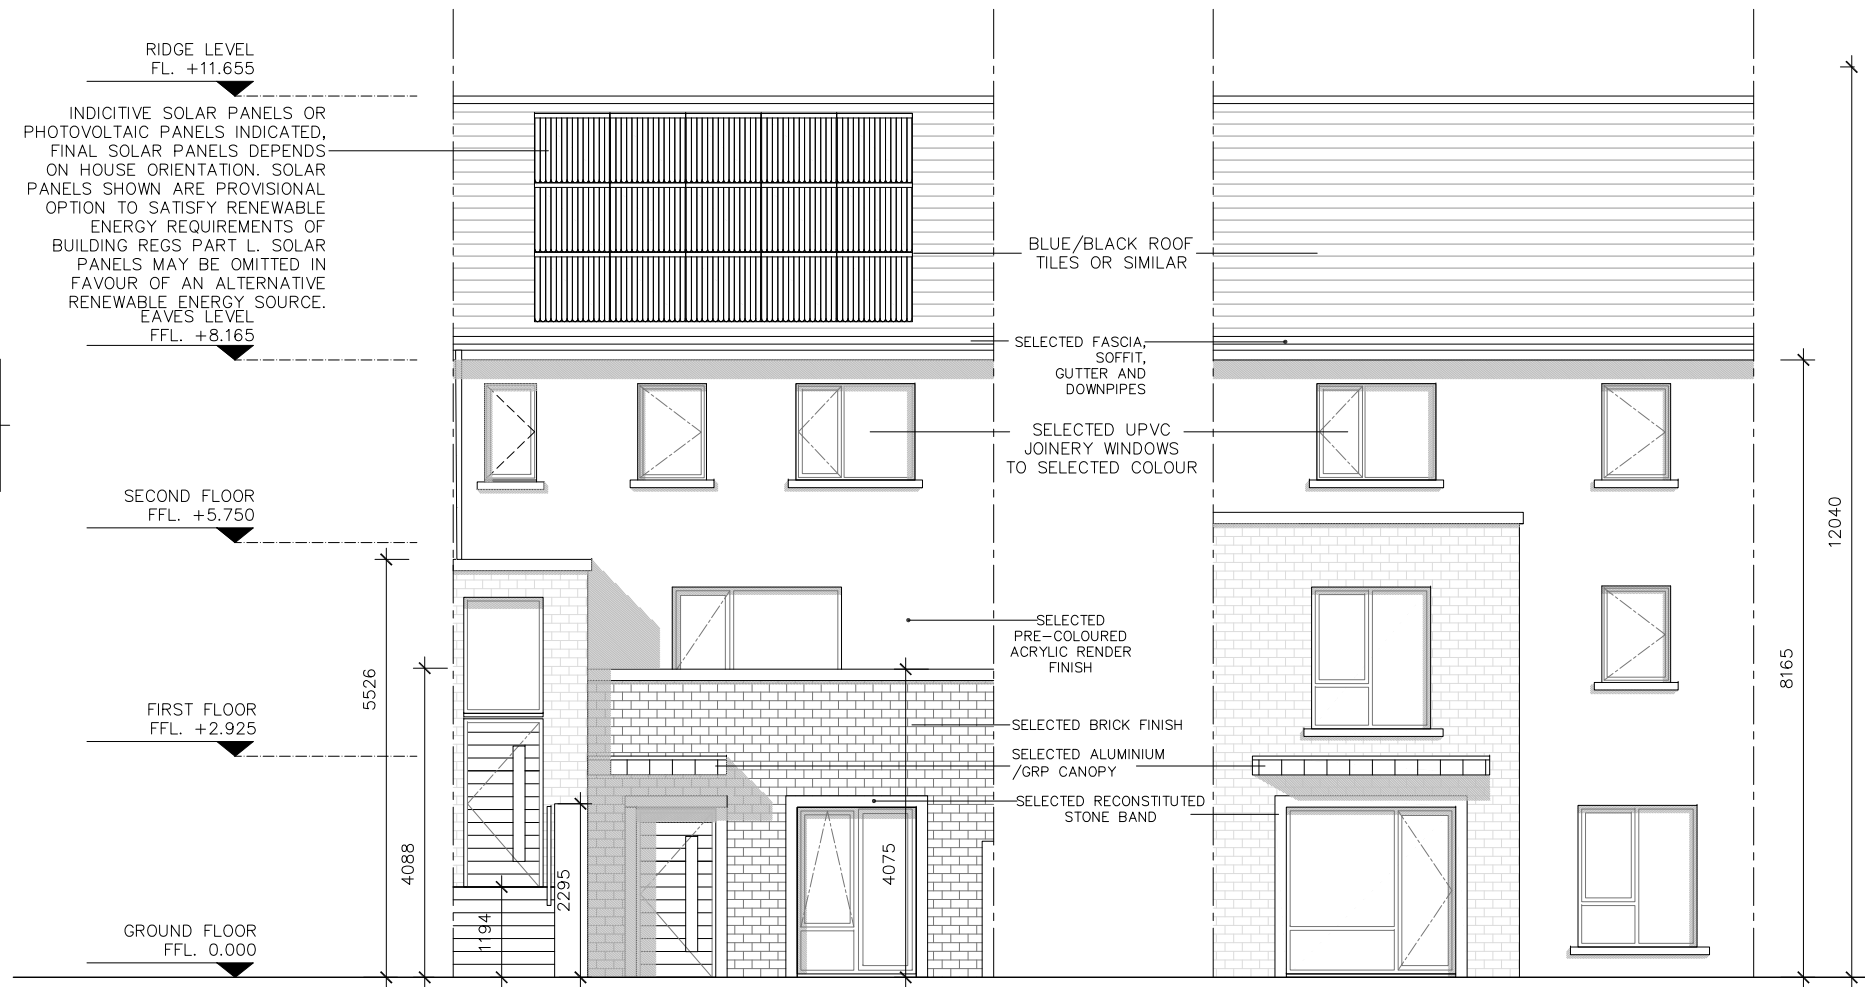 RIDGE LEVEL
FL. +11.655
INDICITIVE SOLAR PANELS OR
PHOTOVOLTAIC PANELS INDICATED,
FINAL SOLAR PANELS DEPENDS
ON HOUSE ORIENTATION. SOLAR
PANELS SHOWN ARE PROVISIONAL
OPTION TO SATISFY RENEWABLE
ENERGY REQUIREMENTS OF
BUILDING REGS PART L. SOLAR
PANELS MAY BE OMITTED IN
FAVOUR OF AN ALTERNATIVE
RENEWABLE ENERGY SOURCE.
EAVES LEVEL
FFL. +8.165
SECOND FLOOR
FFL. +5.750
FIRST FLOOR
FFL. +2.925
GROUND FLOOR
FFL. 0.000
5526
4088
1194
2295
4075
BLUE/BLACK ROOF
TILES OR SIMILAR
SELECTED FASCIA,
SOFFIT,
GUTTER AND
DOWNPIPES
SELECTED UPVC
JOINERY WINDOWS
TO SELECTED COLOUR
SELECTED
PRE-COLOURED
ACRYLIC RENDER
FINISH
SELECTED BRICK FINISH
SELECTED ALUMINIUM
/GRP CANOPY
SELECTED RECONSTITUTED
STONE BAND
8165
12040